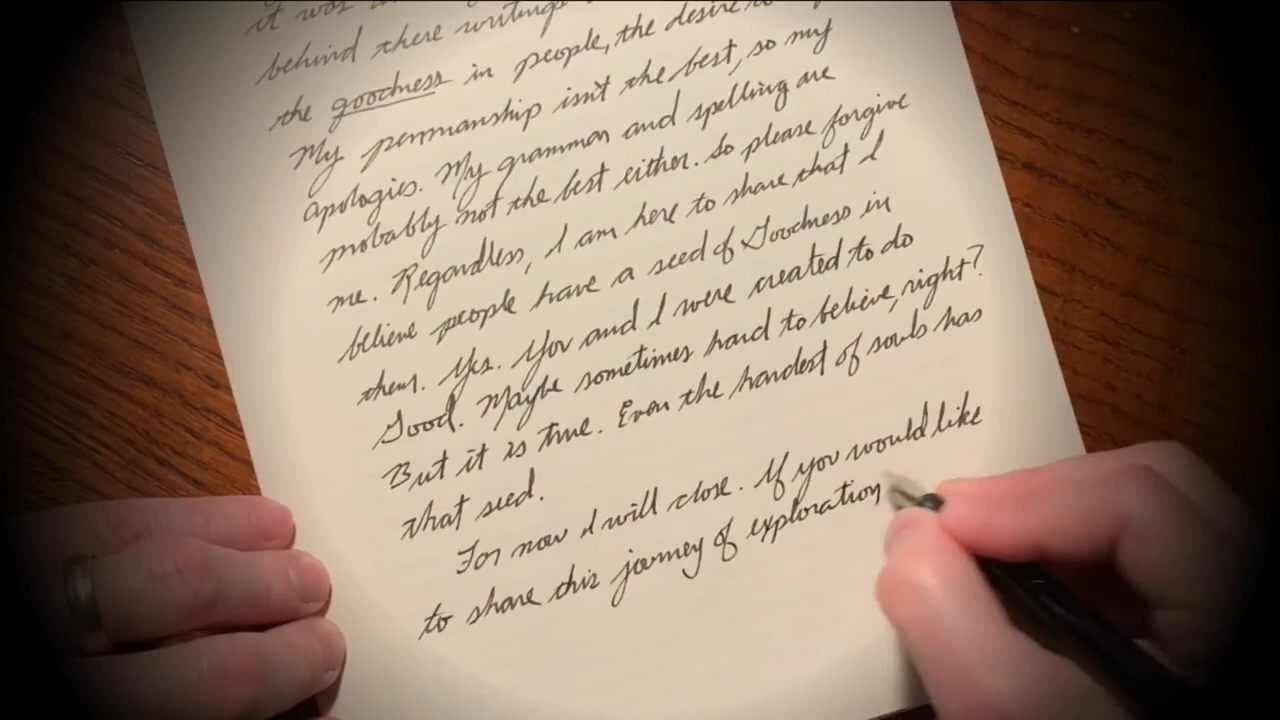 it was
behind these writings
the goodness in people, the desire to
My penmanship isn't the best, so my
apologies. My grammar and spelling are
probably not the best either. So please forgive
me. Regardless, I am here to share that I
believe people have a seed of Goodness in
them. Yes. You and I were created to do
Good. Maybe sometimes hard to believe, right?
But it is true. Even the hardest of souls has
that seed.
For now I will close. If you would like
to share this journey of exploration